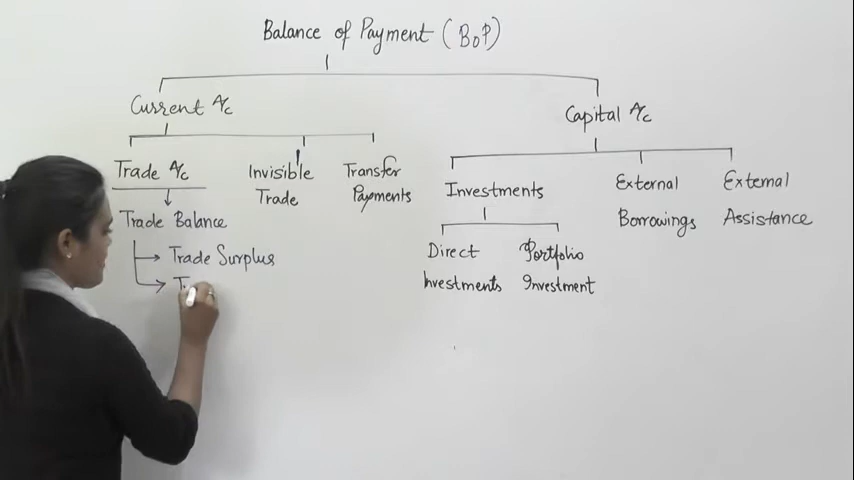 Balance of Payment (BOP)
Current A/c
Capital A/c
Trade A/c
Invisible
Trade
Transfer
Payments
Investments
External
Borrowings
External
Assistance
Trade Balance
Trade Surplus
T
Direct
Investments
Portfolio
Investment